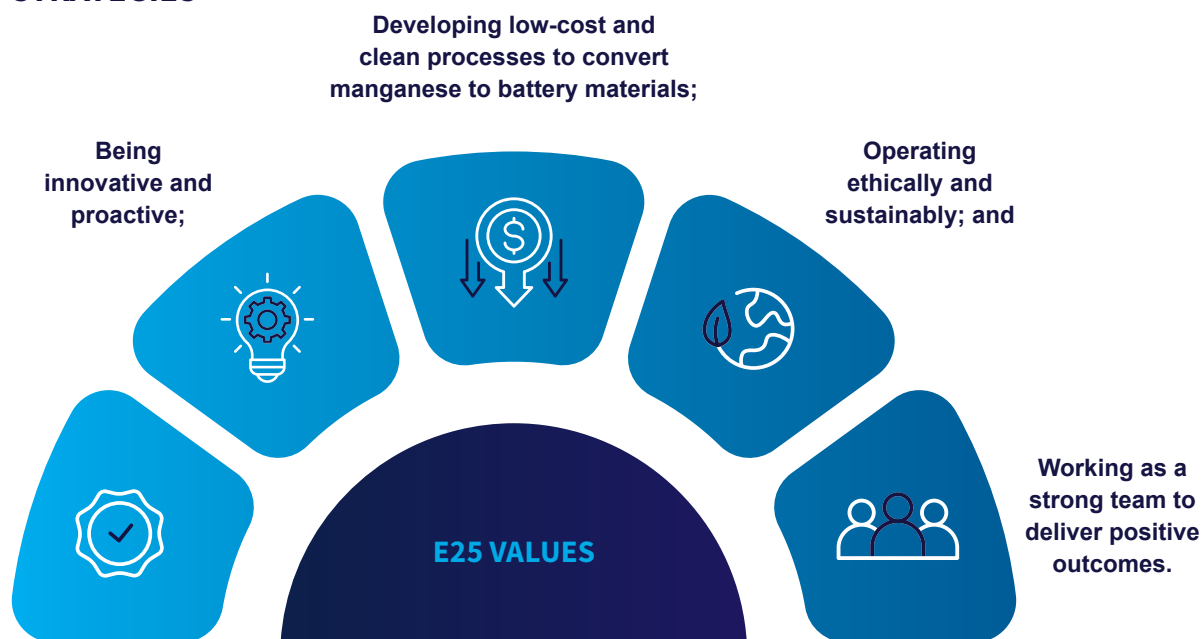 Developing low-cost and
clean processes to convert
manganese to battery materials;
Being
innovative and
proactive;
Operating
ethically and
sustainably; and
Working as a
strong team to
deliver positive
outcomes.
$
E25 VALUES